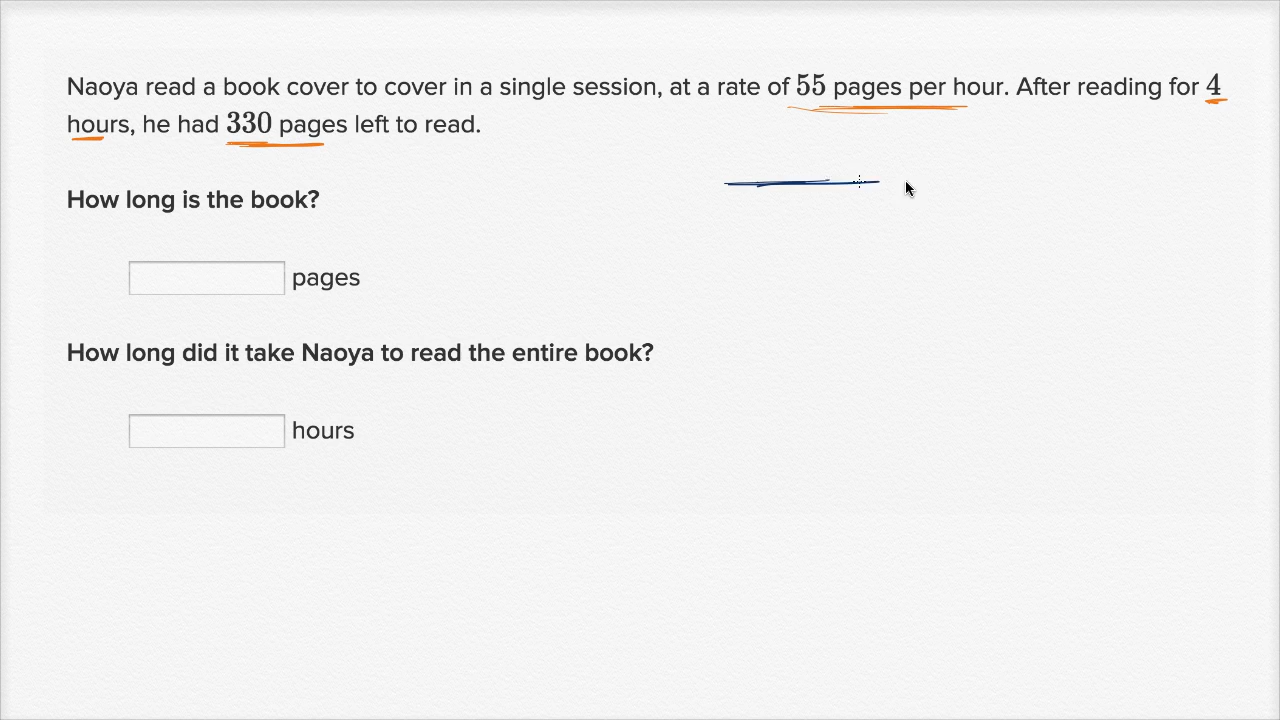 Naoya read a book cover to cover in a single session, at a rate of 55 pages per hour. After reading for 4
hours, he had 330 pages left to read.
How long is the book?
pages
How long did it take Naoya to read the entire book?
hours